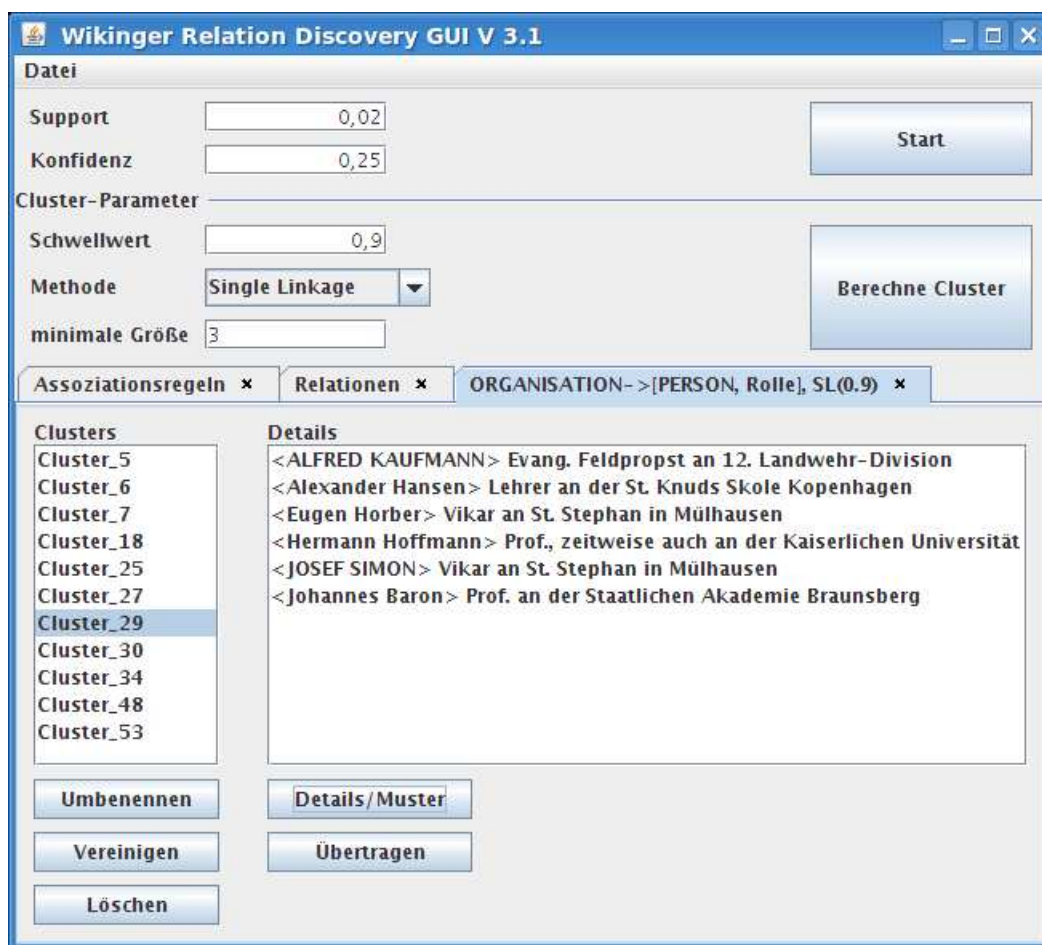 Wikinger Relation Discovery GUI V 3.1
Datei
Support 0,02
Start
Konfidenz 0,25
Cluster-Parameter
Schwellwert 0,9
Methode Single Linkage
Berechne Cluster
minimale Größe 3
Assoziationsregeln × Relationen × ORGANISATION->[PERSON, Rolle], SL(0.9) ×
Clusters
Cluster_5
Cluster_6
Cluster_7
Cluster_18
Cluster_25
Cluster_27
Cluster_29
Cluster_30
Cluster_34
Cluster_48
Cluster_53
Details
<ALFRED KAUFMANN> Evang. Feldpropst an 12. Landwehr-Division
<Alexander Hansen> Lehrer an der St. Knuds Skole Kopenhagen
<Eugen Horber> Vikar an St. Stephan in Mülhausen
<Hermann Hoffmann> Prof., zeitweise auch an der Kaiserlichen Universität
<JOSEF SIMON> Vikar an St. Stephan in Mülhausen
<Johannes Baron> Prof. an der Staatlichen Akademie Braunsberg
Umbenennen
Details/Muster
Vereinigen
Übertragen
Löschen